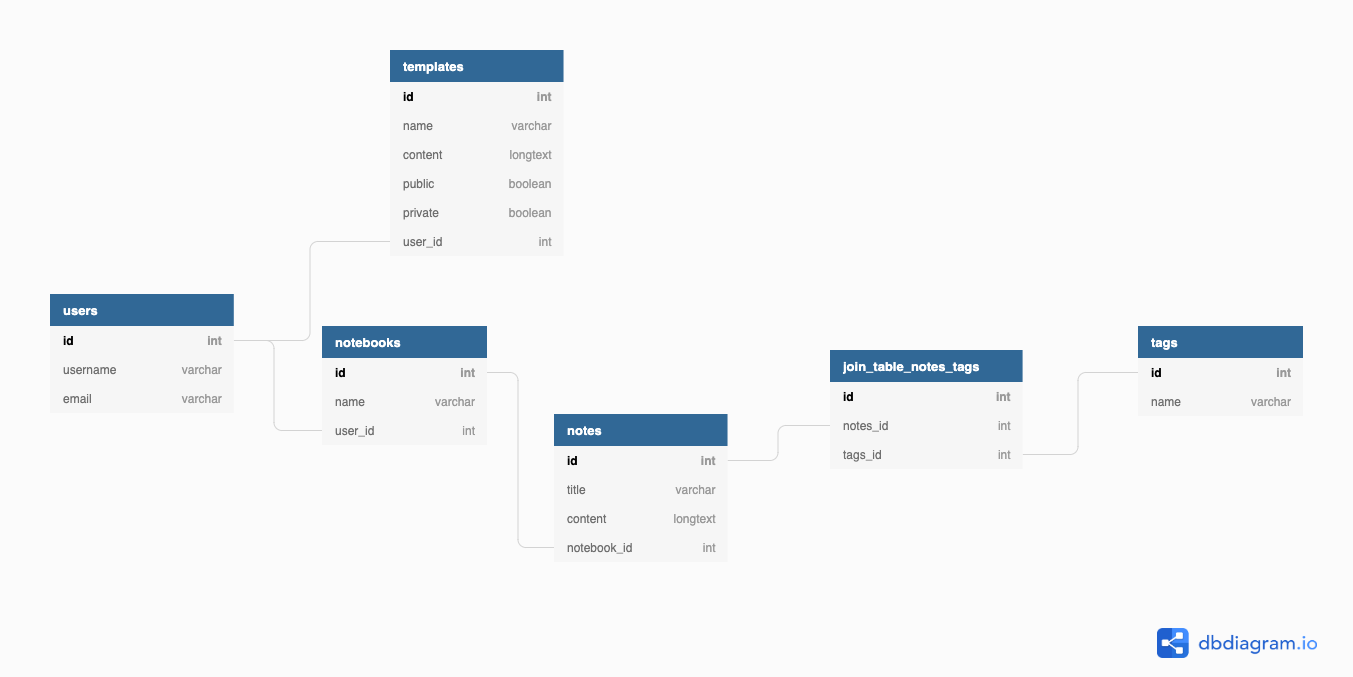 templates
id int
name varchar
content longtext
public boolean
private boolean
user_id int
users
id int
username varchar
email varchar
notebooks
id int
name varchar
user_id int
notes
id int
title varchar
content longtext
notebook_id int
join_table_notes_tags
id int
notes_id int
tags_id int
tags
id int
name varchar
dbdiagram.io